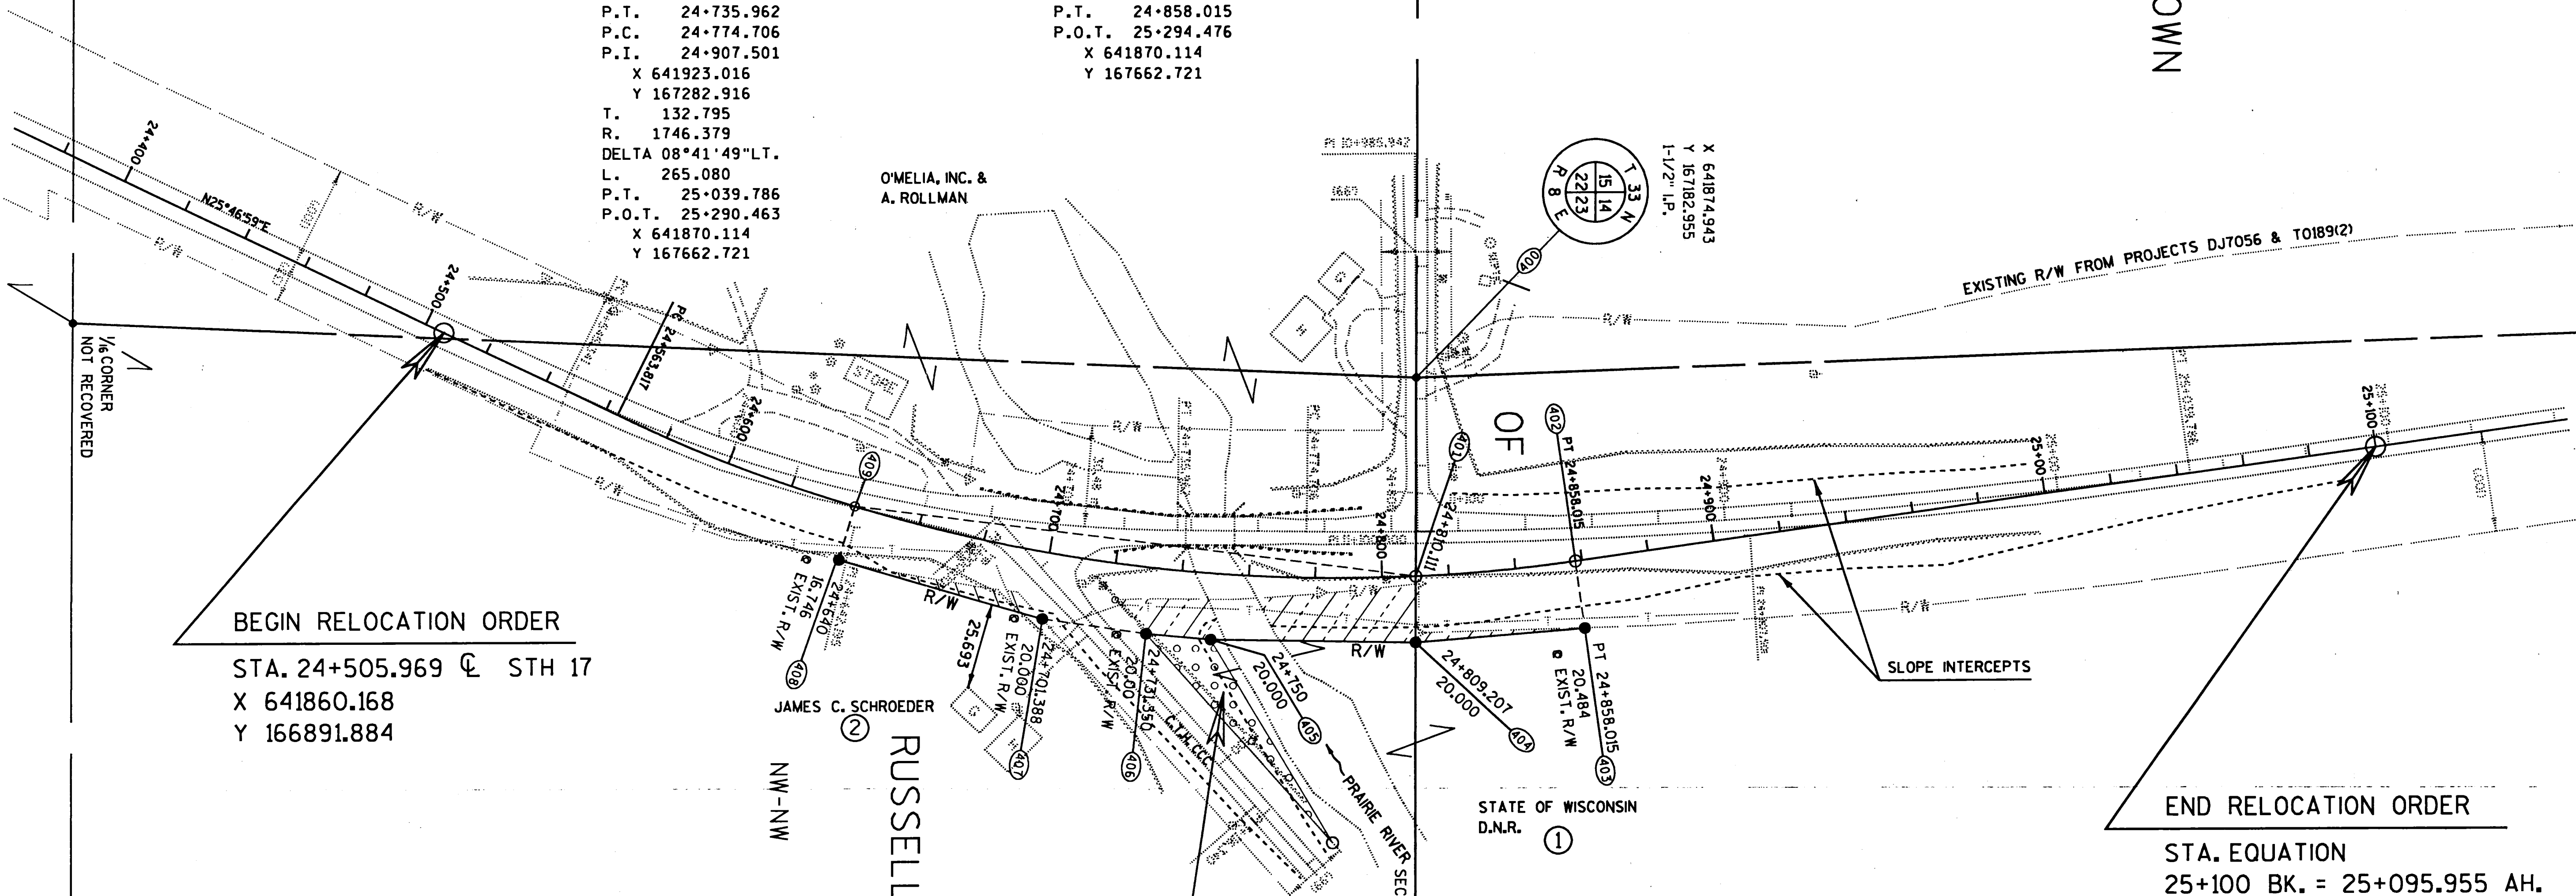 P.T. 24+735.962
P.C. 24+774.706
P.I. 24+907.501
X 641923.016
Y 167282.916
T. 132.795
R. 1746.379
DELTA 08°41'49"LT.
L. 265.080
P.T. 25+039.786
P.O.T. 25+290.463
X 641870.114
Y 167662.721
P.T. 24+858.015
P.O.T. 25+294.476
X 641870.114
Y 167662.721
OWN
O'MELIA, INC. &
A. ROLLMAN
X 641874.943
Y 167182.955
1-1/2" I.P.
T 33 N
R 8 E
15 14
22 23
400
EXISTING R/W FROM PROJECTS DJ7056 & T0189(2)
R/W
24+400
N25°46'59"E
R/W
R/W
24+500
PC 24+563.817
STORE
24+600
R/W
R/W
24+700
24+800
24+810.111
401
OF
402
PT 24+858.015
24+900
25+00
25+100
25+100
1/16 CORNER
NOT RECOVERED
409
G
H
(66')
BEGIN RELOCATION ORDER
STA. 24+505.969 ℄ STH 17
X 641860.168
Y 166891.884
24+640
16.746
@ EXIST. R/W
408
R/W
25.693
24+701.388
20.000 @
@ EXIST. R/W
407
G
JAMES C. SCHROEDER
2
20.00
@ EXIST. R/W
406
C.T.H. CCC
24+750
20.000
405
PRAIRIE RIVER
R/W
R/W
24+809.207
20.000
404
PT 24+858.015
20.484
@ EXIST. R/W
403
R/W
SLOPE INTERCEPTS
STATE OF WISCONSIN
D.N.R.
1
NW-NW
RUSSELL
SEC
END RELOCATION ORDER
STA. EQUATION
25+100 BK. = 25+095.955 AH.